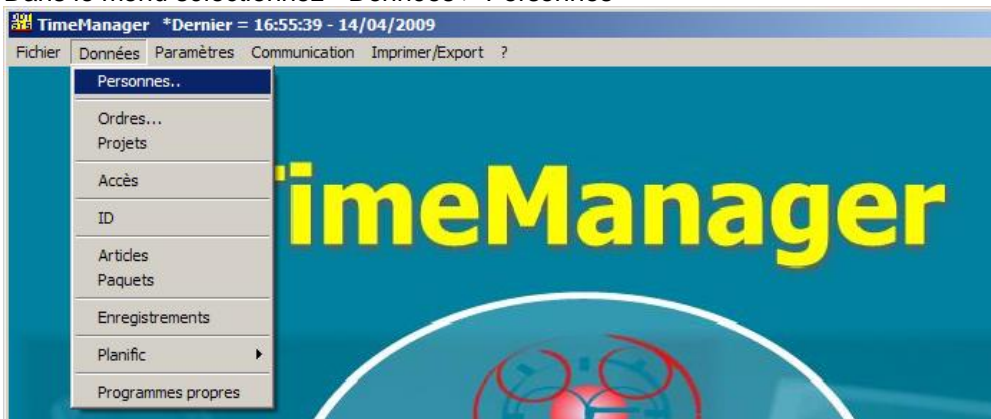 Dans le menu sélectionnez « Données > Personnes »
TimeManager *Dernier = 16:55:39 - 14/04/2009
Fichier Données Paramètres Communication Imprimer/Export ?
Personnes..
Ordres...
Projets
Accès
ID
Articles
Paquets
Enregistrements
Planific
Programmes propres
TimeManager